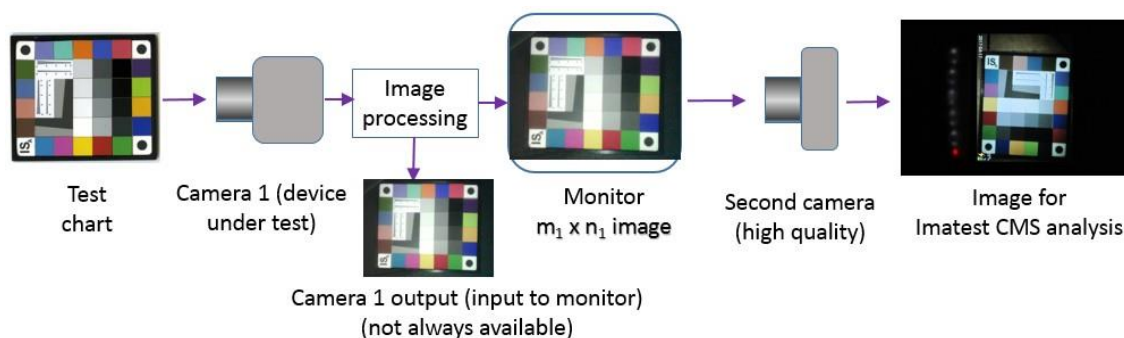 Image
processing
Test
chart
Camera 1 (device
under test)
Monitor
m₁ x n₁ image
Second camera
(high quality)
Image for
Imatest CMS analysis
Camera 1 output (input to monitor)
(not always available)